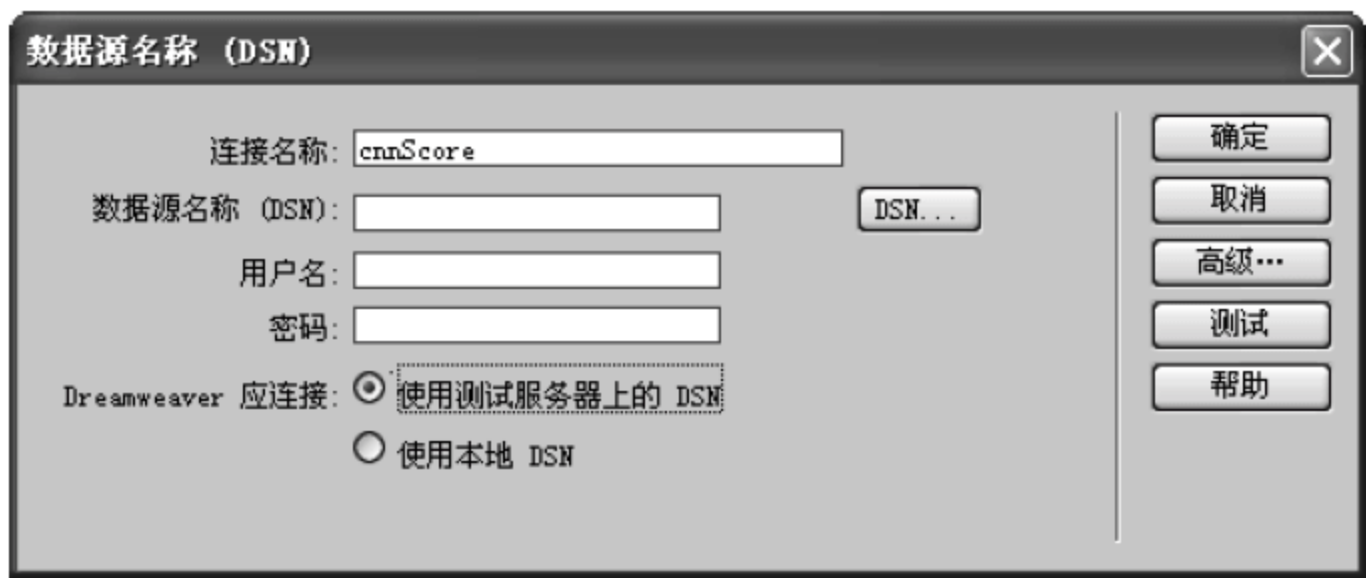 数据源名称 (DSN)
连接名称: cnnScore
数据源名称 (DSN): DSN...
用户名:
密码:
Dreamweaver 应连接: 使用测试服务器上的 DSN
使用本地 DSN
确定
取消
高级…
测试
帮助